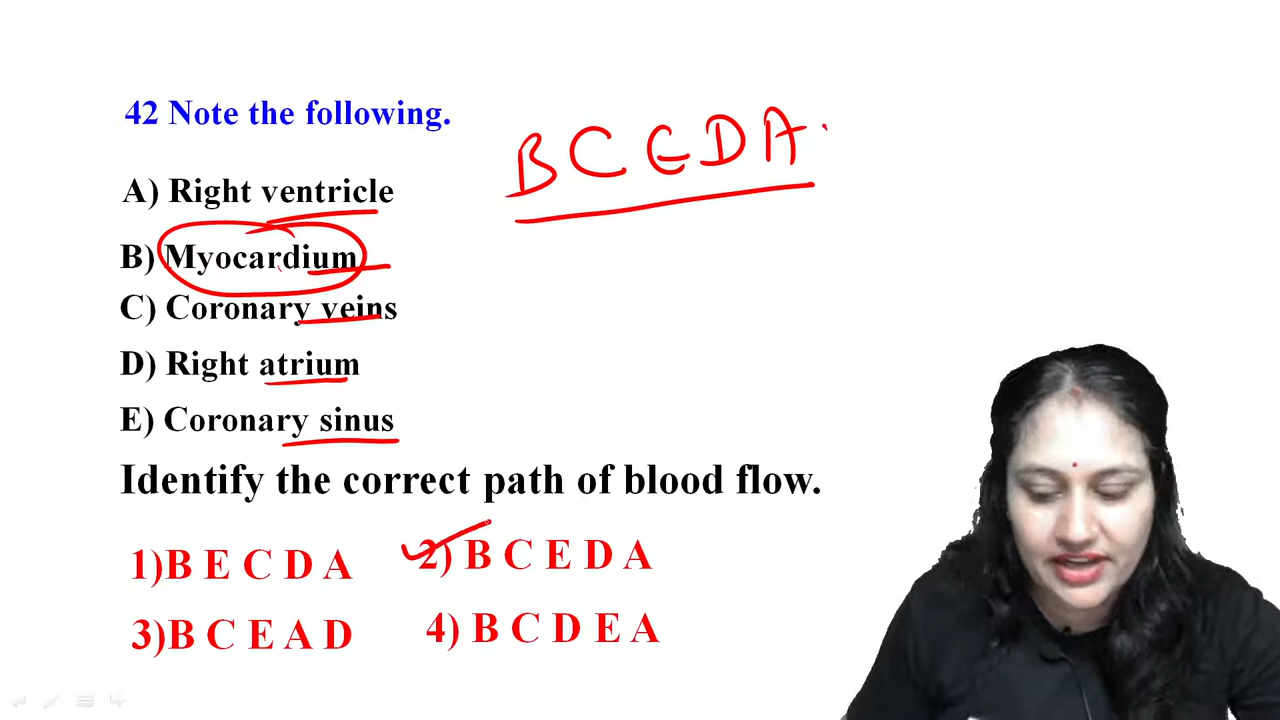 42 Note the following.
B C E D A.
A) Right ventricle
B) Myocardium
C) Coronary veins
D) Right atrium
E) Coronary sinus
Identify the correct path of blood flow.
1)B E C D A 2) B C E D A
3)B C E A D 4) B C D E A